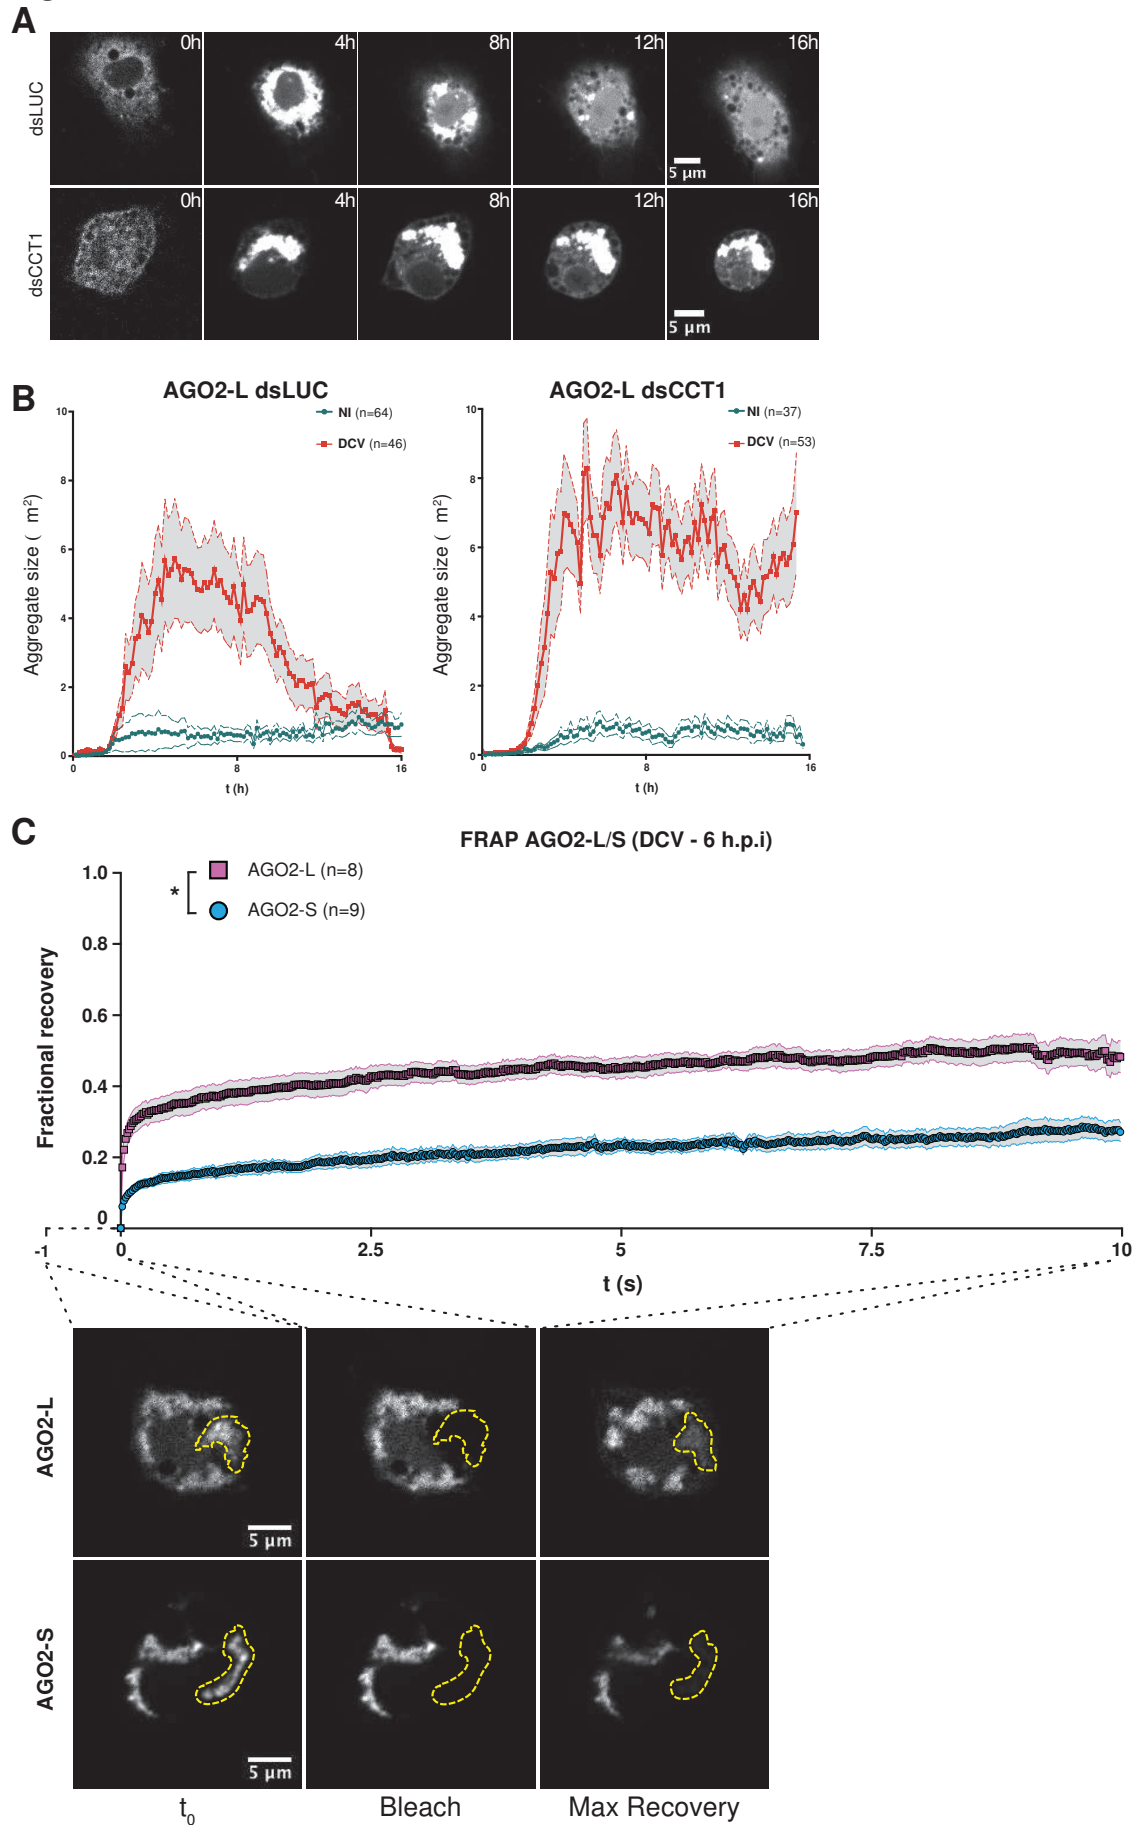 A
dsLUC
0h
4h
8h
12h
16h
5 µm
dsCCT1
0h
4h
8h
12h
16h
5 µm
B
AGO2-L dsLUC
NI (n=64)
DCV (n=46)
Aggregate size ( m²)
10
8
6
4
2
0
0
8
16
t (h)
AGO2-L dsCCT1
NI (n=37)
DCV (n=53)
Aggregate size ( m²)
10
8
6
4
2
0
0
8
16
t (h)
C
FRAP AGO2-L/S (DCV - 6 h.p.i)
* AGO2-L (n=8)
AGO2-S (n=9)
Fractional recovery
1.0
0.8
0.6
0.4
0.2
0
-1
0
2.5
5
7.5
10
t (s)
AGO2-L
5 µm
AGO2-S
5 µm
t₀
Bleach
Max Recovery